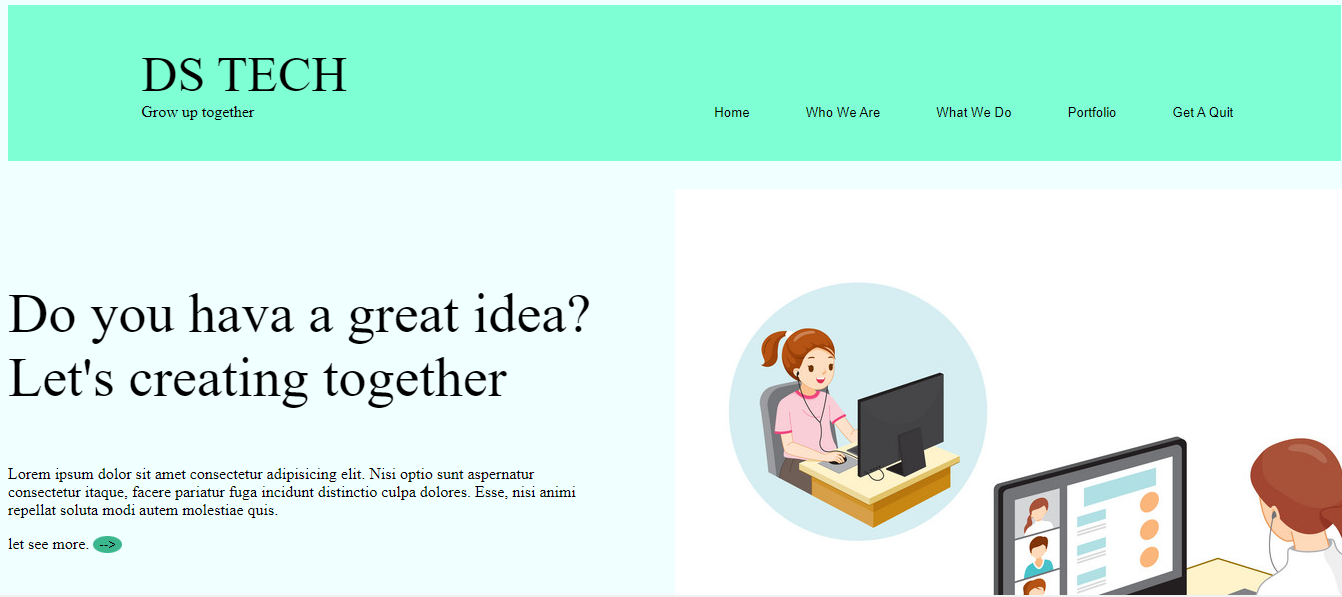 DS TECH
Grow up together
Home Who We Are What We Do Portfolio Get A Quit
Do you hava a great idea?
Let's creating together
Lorem ipsum dolor sit amet consectetur adipisicing elit. Nisi optio sunt aspernatur
consectetur itaque, facere pariatur fuga incidunt distinctio culpa dolores. Esse, nisi animi
repellat soluta modi autem molestiae quis.
let see more. -->